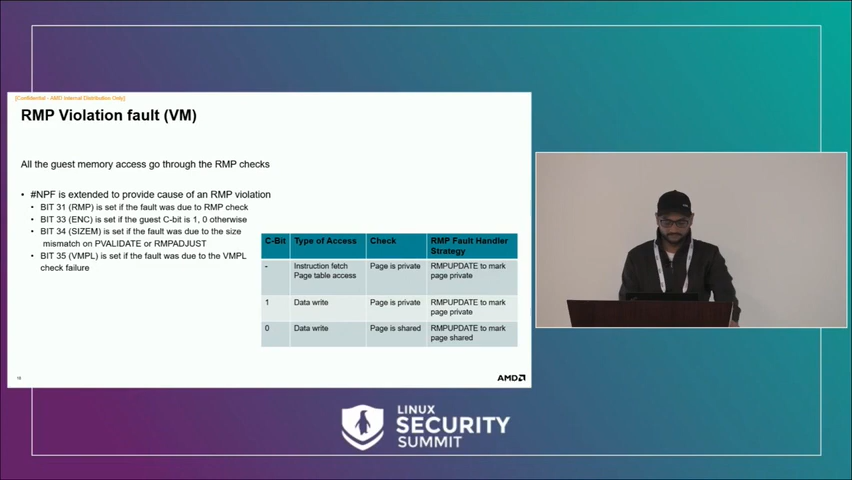 [Confidential - AMD Internal Distribution Only]
RMP Violation fault (VM)
All the guest memory access go through the RMP checks
• #NPF is extended to provide cause of an RMP violation
• BIT 31 (RMP) is set if the fault was due to RMP check
• BIT 33 (ENC) is set if the guest C-bit is 1, 0 otherwise
• BIT 34 (SIZEM) is set if the fault was due to the size
mismatch on PVALIDATE or RMPADJUST
• BIT 35 (VMPL) is set if the fault was due to the VMPL
check failure
C-Bit Type of Access Check RMP Fault Handler
Strategy
- Instruction fetch Page is private RMPUPDATE to mark
Page table access page private
1 Data write Page is private RMPUPDATE to mark
page private
0 Data write Page is shared RMPUPDATE to mark
page shared
16
AMD
LINUX
SECURITY
SUMMIT